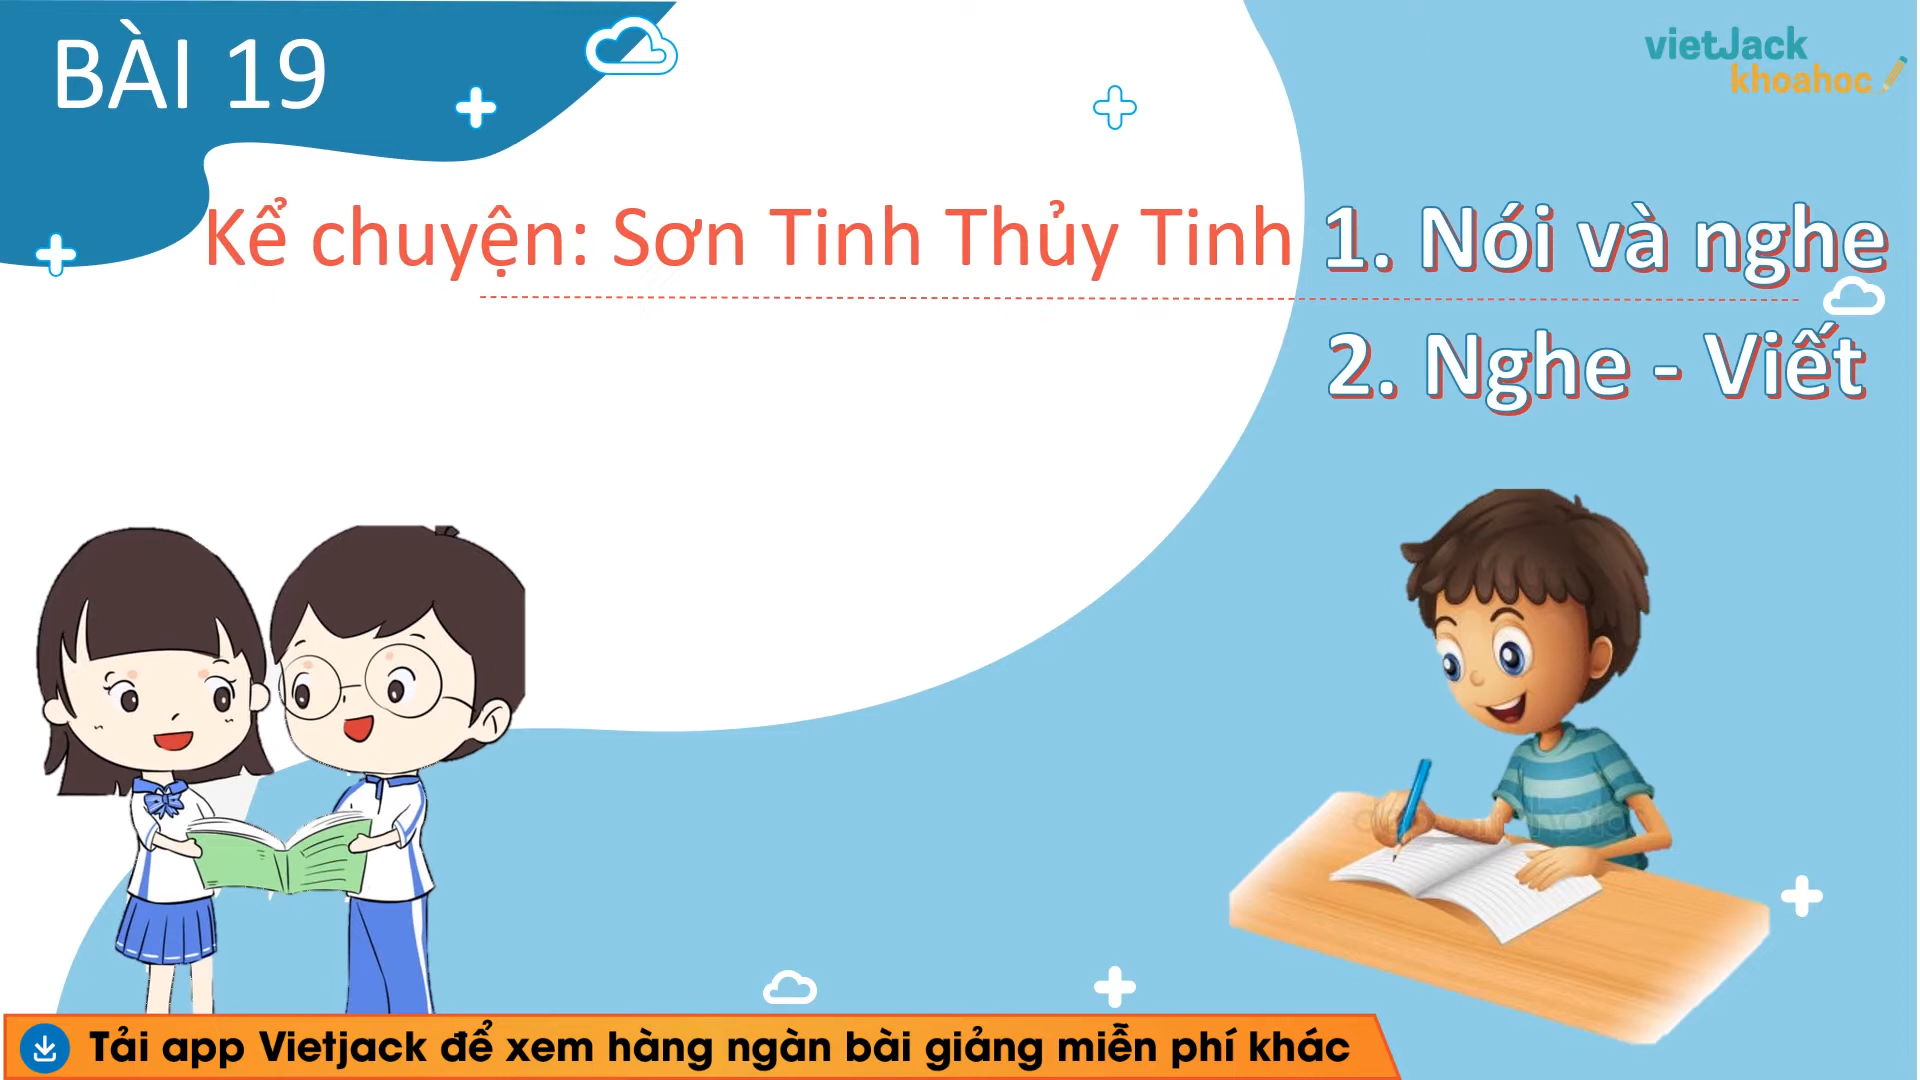 BÀI 19
vietJack
khoahoc
Kể chuyện: Sơn Tinh Thủy Tinh
1. Nói và nghe
2. Nghe - Viết
Tải app Vietjack để xem hàng ngàn bài giảng miễn phí khác